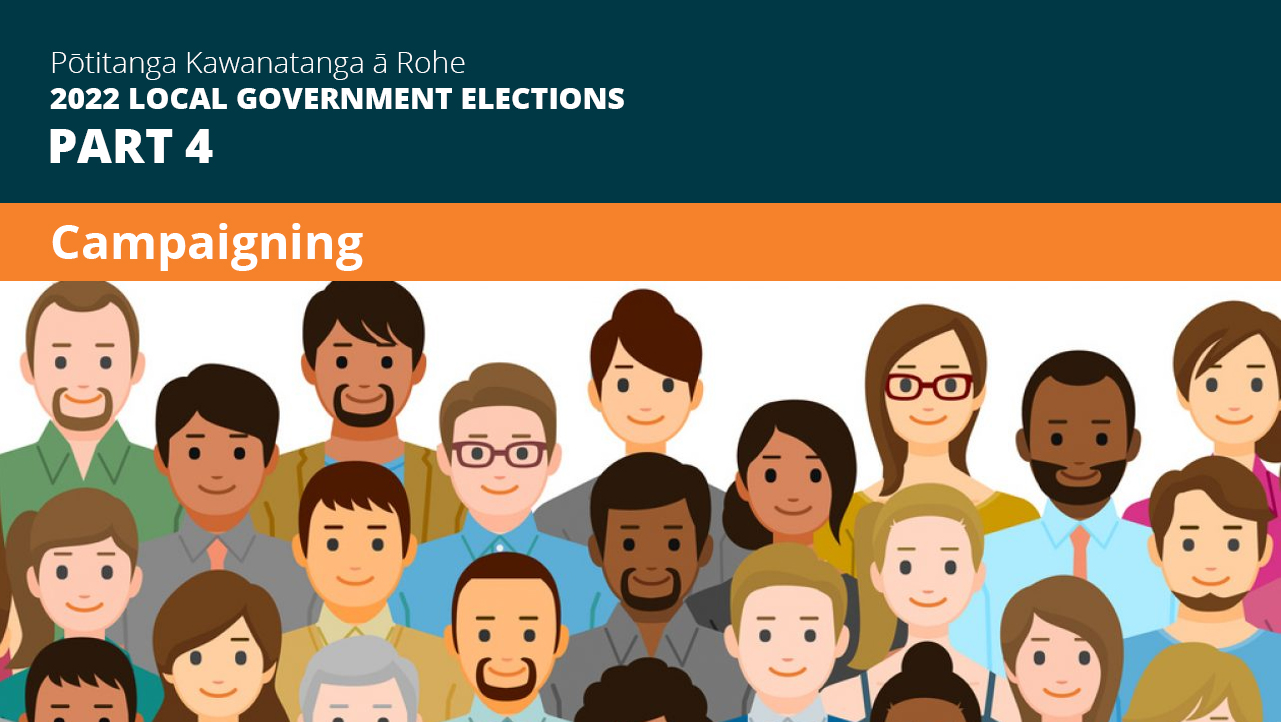 Pōtitanga Kawanatanga ā Rohe
2022 LOCAL GOVERNMENT ELECTIONS
PART 4
Campaigning